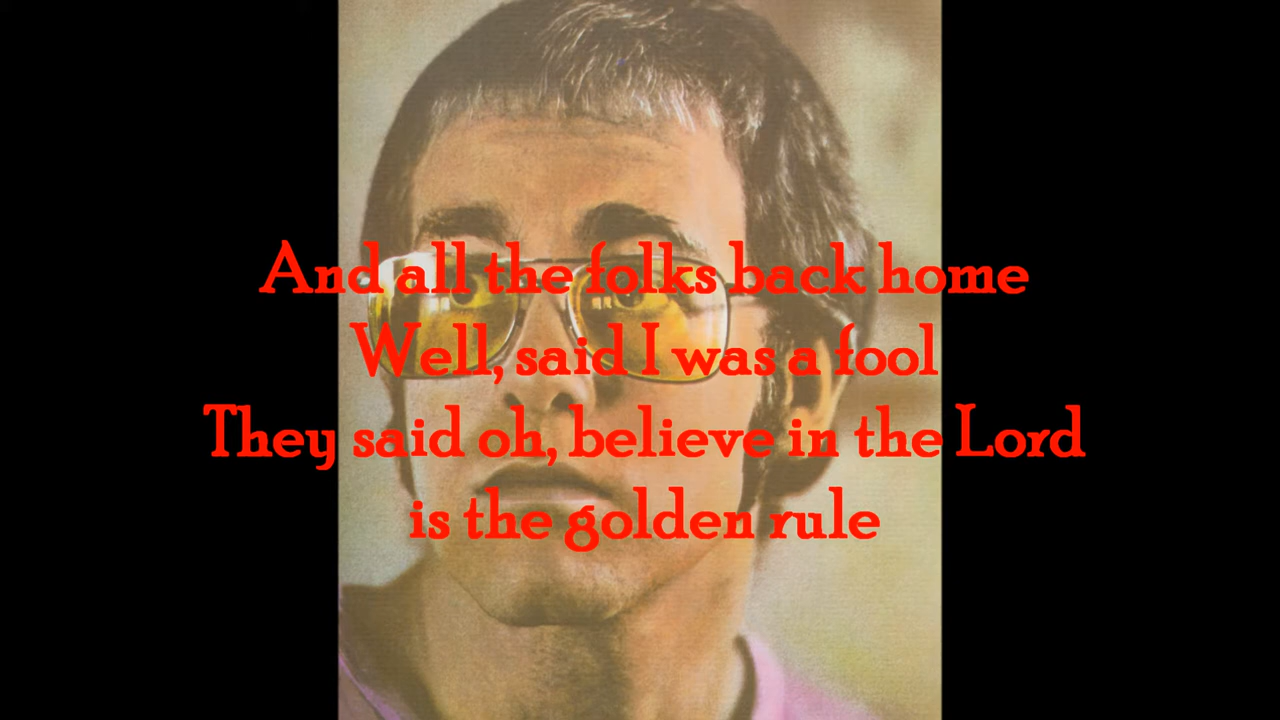 And all the folks back home
Well, said I was a fool
They said oh, believe in the Lord
is the golden rule